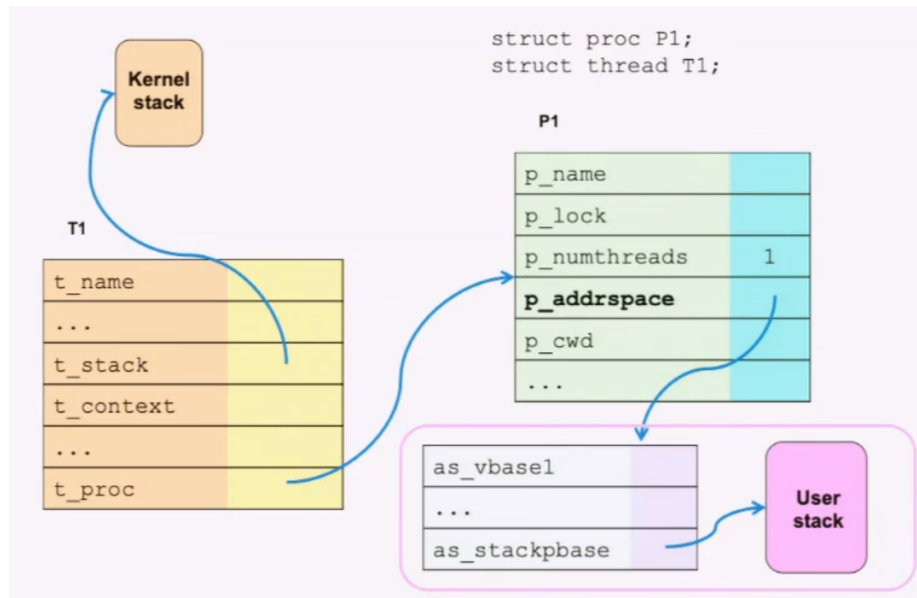 struct proc P1;
struct thread T1;
Kernel
stack
P1
p_name
p_lock
p_numthreads 1
p_addrspace
p_cwd
...
T1
t_name
...
t_stack
t_context
...
t_proc
as_vbase1
...
as_stackpbase
User
stack